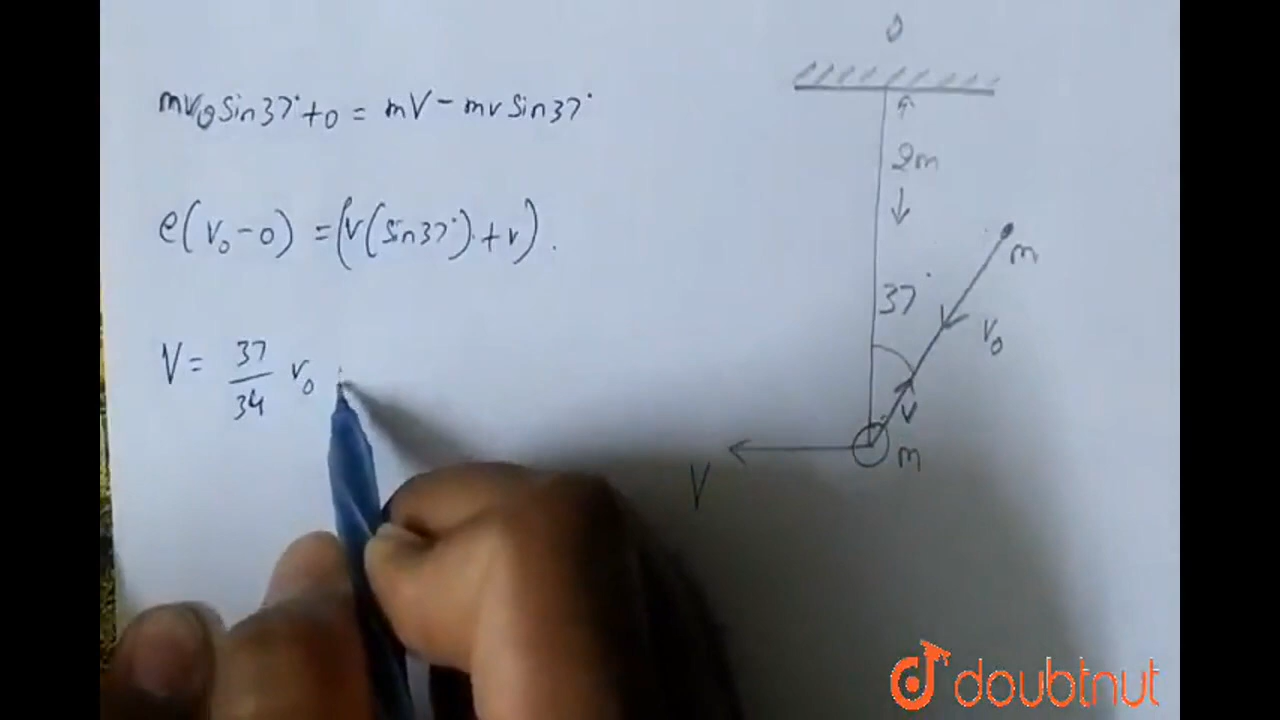 O
mv₀ sin37° + 0 = mV - mv sin37°
2m
e(v₀ - 0) = (V(sin37°) + v).
m
37°
v₀
V = 37/34 v₀
v
m
V
doubtnut